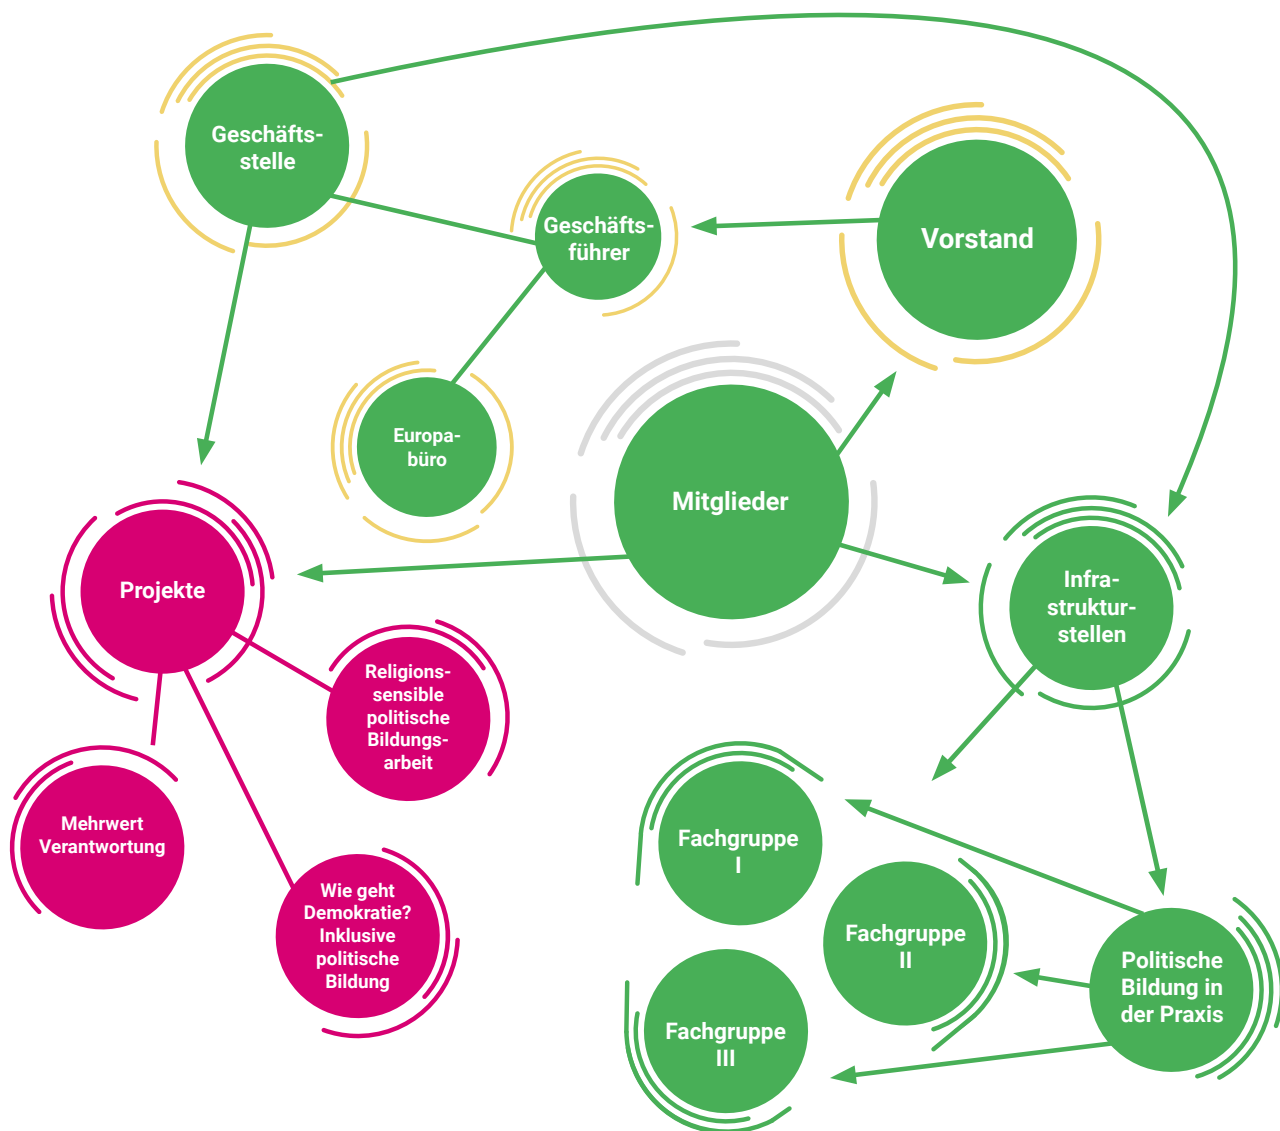 Geschäfts-
stelle
Geschäfts-
führer
Vorstand
Europa-
büro
Mitglieder
Projekte
Infra-
struktur-
stellen
Religions-
sensible
politische
Bildungs-
arbeit
Mehrwert
Verantwortung
Wie geht
Demokratie?
Inklusive
politische
Bildung
Fachgruppe
I
Fachgruppe
II
Fachgruppe
III
Politische
Bildung in
der Praxis